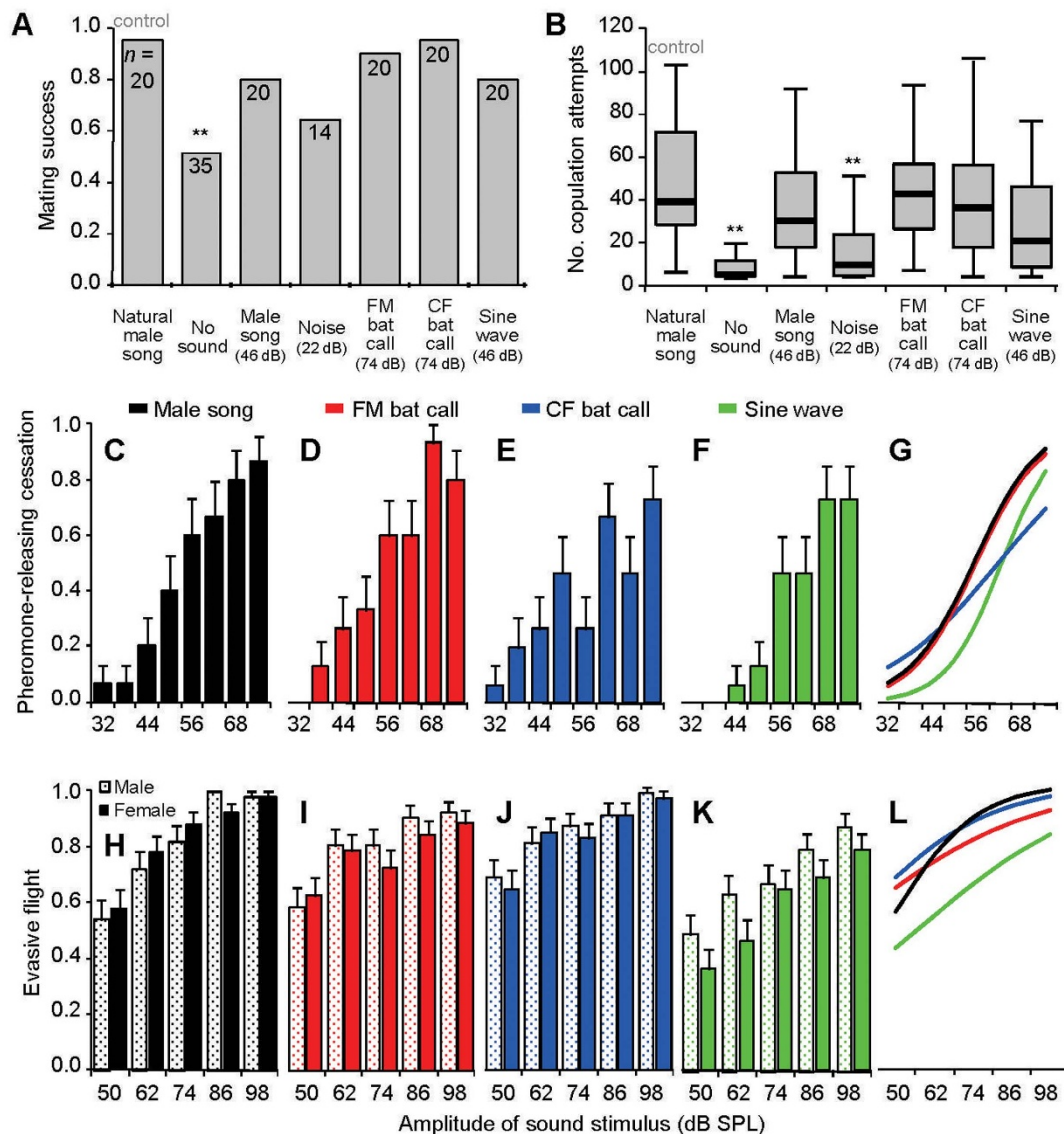 A
control
1.0
0.8
0.6
0.4
0.2
0.0
Mating success
n =
20
**
35
20
14
20
20
20
Natural male song
No sound
Male song (46 dB)
Noise (22 dB)
FM bat call (74 dB)
CF bat call (74 dB)
Sine wave (46 dB)
B
control
120
100
80
60
40
20
0
No. copulation attempts
**
**
Natural male song
No sound
Male song (46 dB)
Noise (22 dB)
FM bat call (74 dB)
CF bat call (74 dB)
Sine wave (46 dB)
Male song
FM bat call
CF bat call
Sine wave
Pheromone-releasing cessation
1.0
0.8
0.6
0.4
0.2
0.0
C
D
E
F
G
32 44 56 68
32 44 56 68
32 44 56 68
32 44 56 68
32 44 56 68
Evasive flight
1.0
0.8
0.6
0.4
0.2
0.0
Male
Female
H
I
J
K
L
50 62 74 86 98
50 62 74 86 98
50 62 74 86 98
50 62 74 86 98
50 62 74 86 98
Amplitude of sound stimulus (dB SPL)